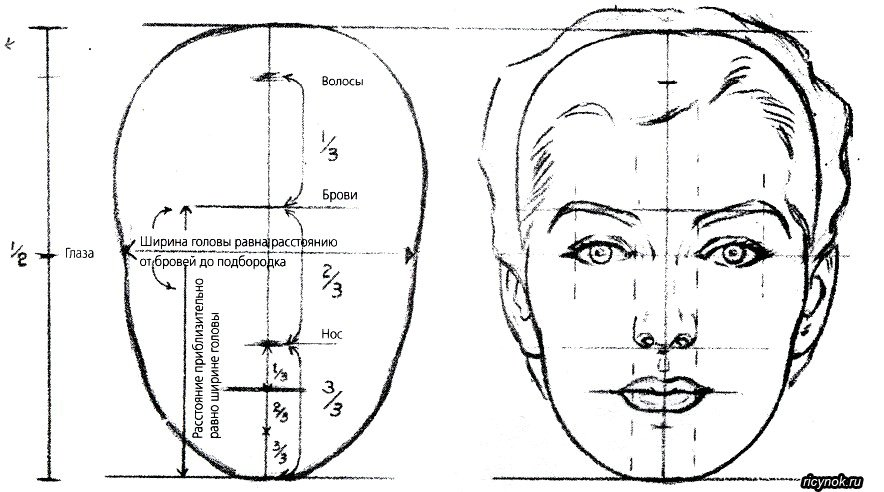 Волосы
1/3
Брови
1/2
Глаза
Ширина головы равна расстоянию
от бровей до подбородка
2/3
Расстояние приблизительно
равно ширине головы
Нос
1/3
3/3
2/3
3/3
ricynok.ru